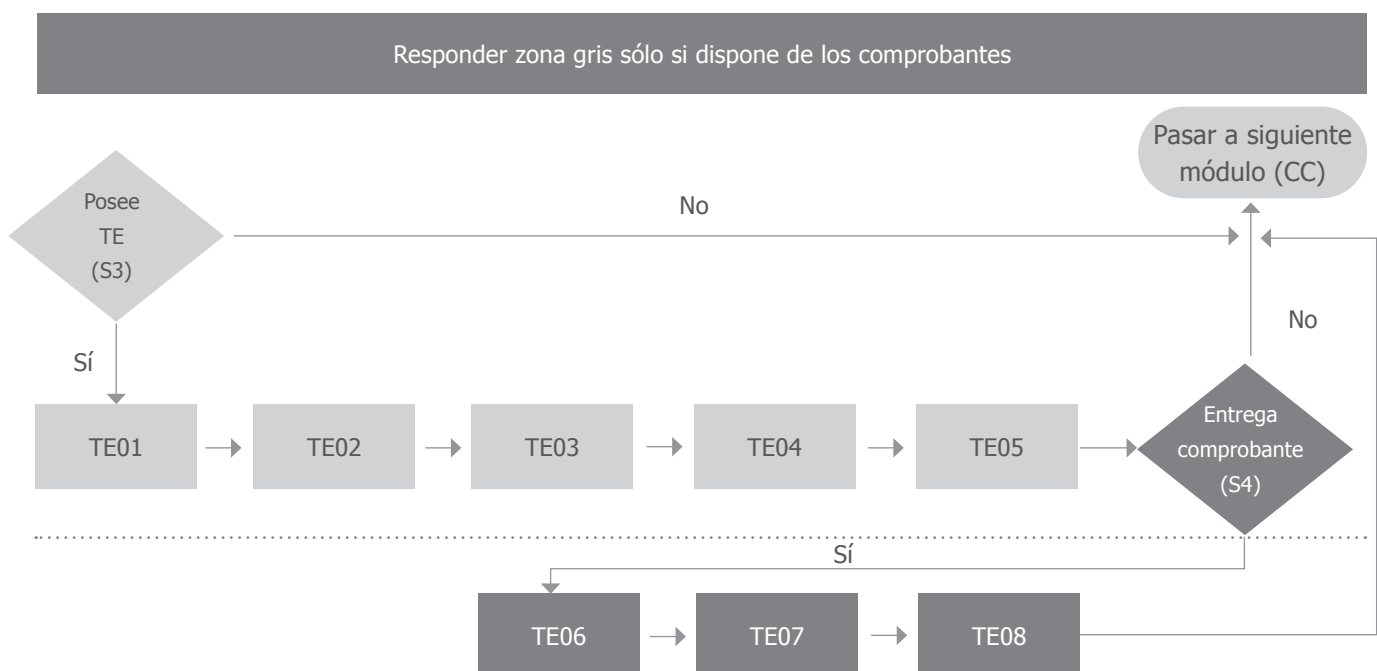 Responder zona gris sólo si dispone de los comprobantes
Pasar a siguiente
módulo (CC)
Posee
TE
(S3)
No
Sí
No
TE01
TE02
TE03
TE04
TE05
Entrega
comprobante
(S4)
Sí
TE06
TE07
TE08